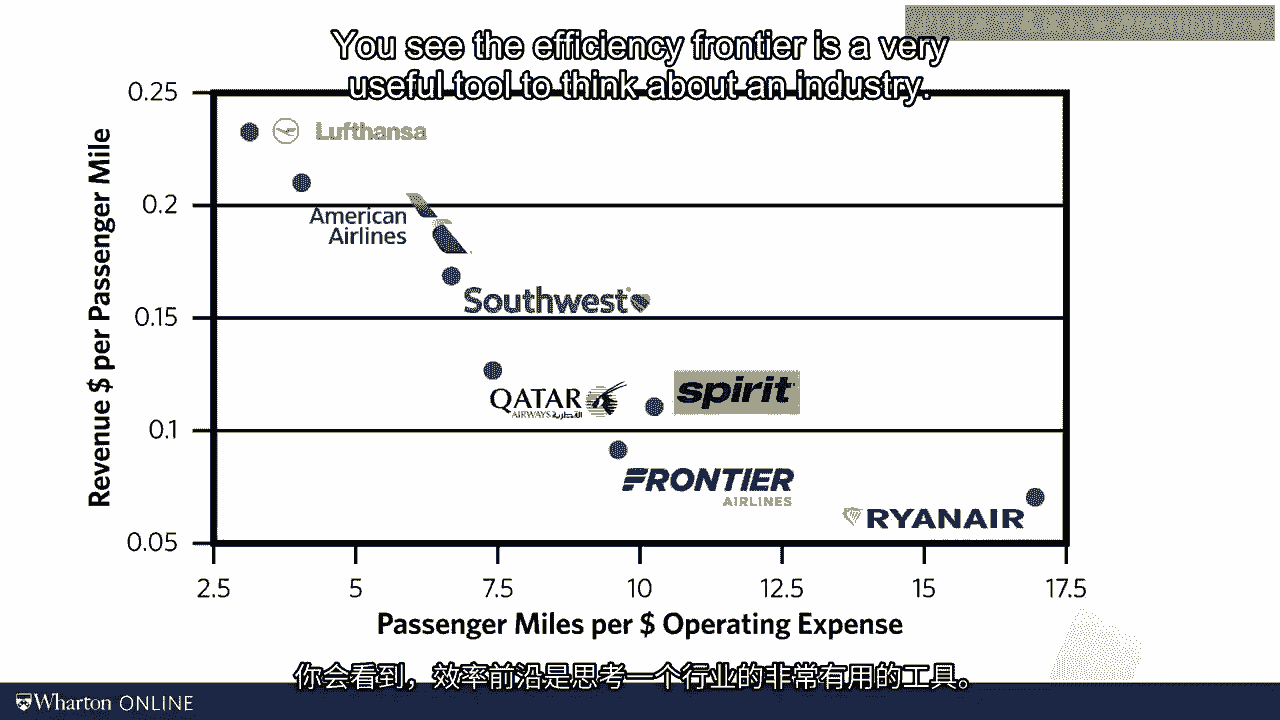 You see the efficiency frontier is a very
useful tool to think about an industry.
Revenue $ per Passenger Mile
0.25
0.2
0.15
0.1
0.05
Lufthansa
American
Airlines
Southwest
QATAR
AIRWAYS القطرية
spirit
FRONTIER
AIRLINES
RYANAIR
2.5 5 7.5 10 12.5 15 17.5
Passenger Miles per $ Operating Expense
你会看到，效率前沿是思考一个行业的非常有用的工具。
Wharton ONLINE